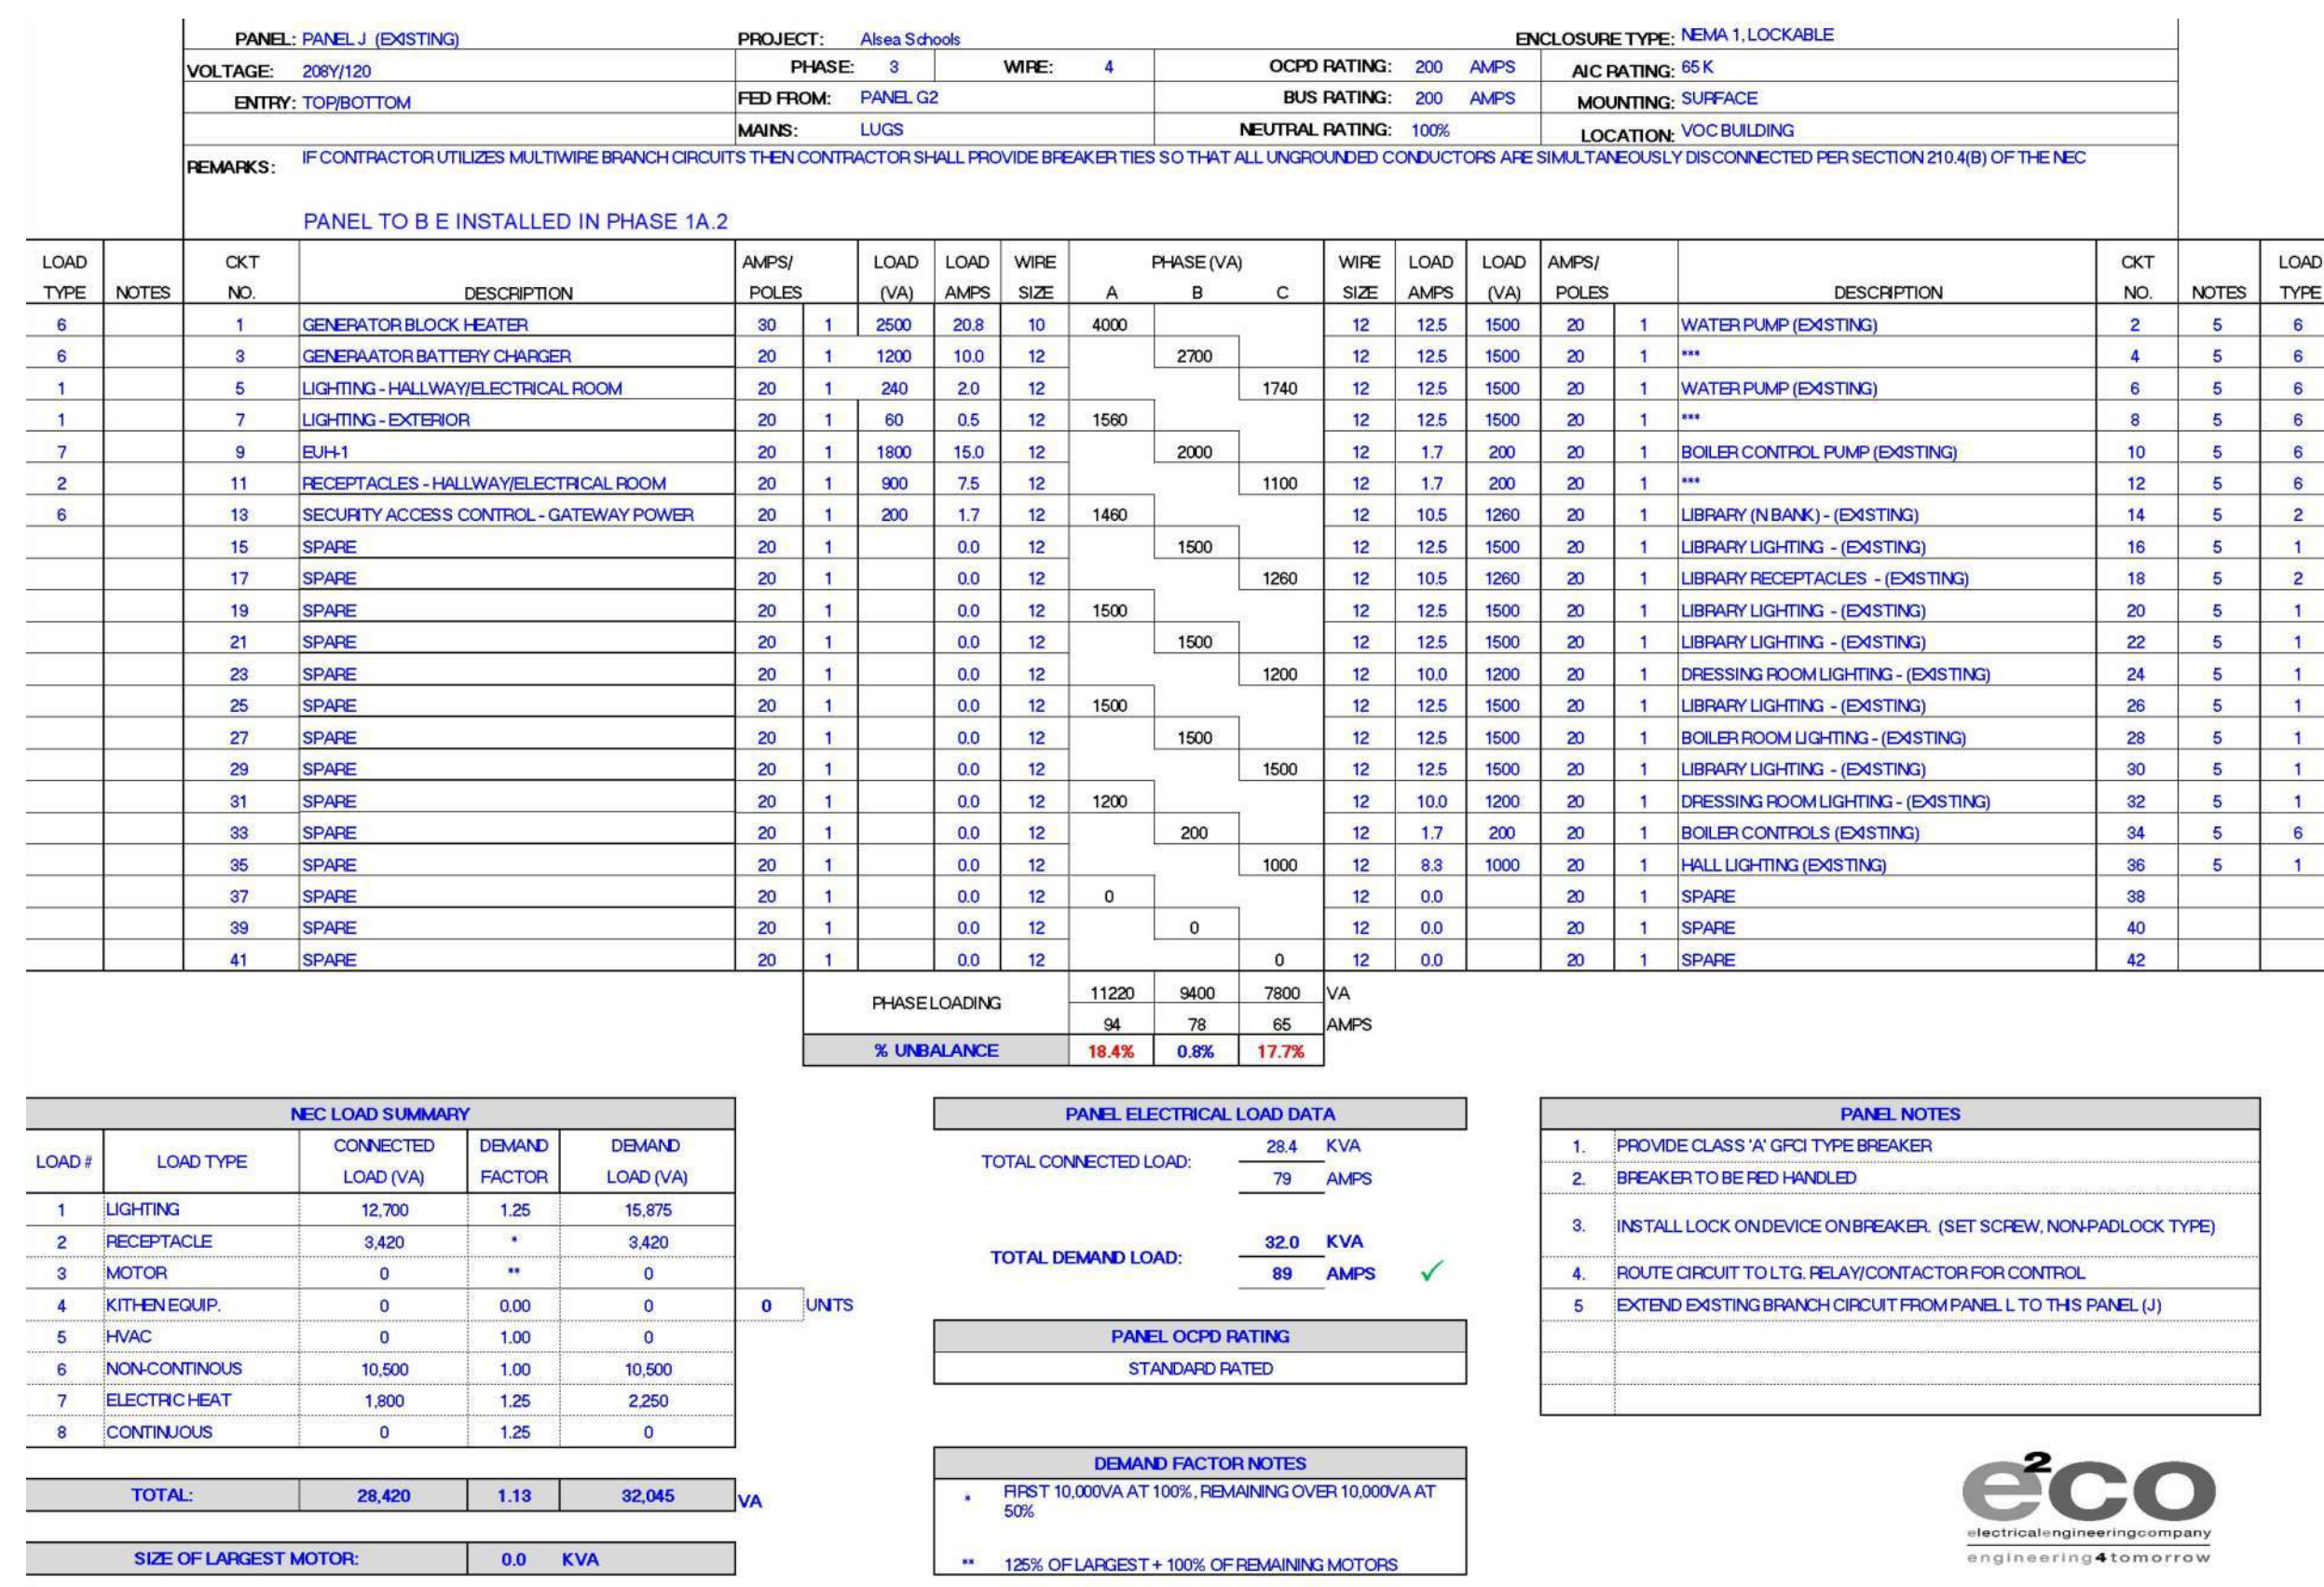 PANEL: PANEL J (EXISTING) PROJECT: Alsea Schools ENCLOSURE TYPE: NEMA 1, LOCKABLE
VOLTAGE: 208Y/120 PHASE: 3 WIRE: 4 OCPD RATING: 200 AMPS AIC RATING: 65 K
ENTRY: TOP/BOTTOM FED FROM: PANEL G2 BUS RATING: 200 AMPS MOUNTING: SURFACE
MAINS: LUGS NEUTRAL RATING: 100% LOCATION: VOC BUILDING
REMARKS: IF CONTRACTOR UTILIZES MULTIWIRE BRANCH CIRCUITS THEN CONTRACTOR SHALL PROVIDE BREAKER TIES SO THAT ALL UNGROUNDED CONDUCTORS ARE SIMULTANEOUSLY DISCONNECTED PER SECTION 210.4(B) OF THE NEC
PANEL TO B E INSTALLED IN PHASE 1A.2
LOAD CKT AMPS/ LOAD LOAD WIRE PHASE (VA) WIRE LOAD LOAD AMPS/ CKT LOAD
TYPE NOTES NO. DESCRIPTION POLES (VA) AMPS SIZE A B C SIZE AMPS (VA) POLES DESCRIPTION NO. NOTES TYPE
6 1 GENERATOR BLOCK HEATER 30 1 2500 20.8 10 4000 12 12.5 1500 20 1 WATER PUMP (EXISTING) 2 5 6
6 3 GENERAATOR BATTERY CHARGER 20 1 1200 10.0 12 2700 12 12.5 1500 20 1 *** 4 5 6
1 5 LIGHTING - HALLWAY/ELECTRICAL ROOM 20 1 240 2.0 12 1740 12 12.5 1500 20 1 WATER PUMP (EXISTING) 6 5 6
1 7 LIGHTING - EXTERIOR 20 1 60 0.5 12 1560 12 12.5 1500 20 1 *** 8 5 6
7 9 EUH-1 20 1 1800 15.0 12 2000 12 1.7 200 20 1 BOILER CONTROL PUMP (EXISTING) 10 5 6
2 11 RECEPTACLES - HALLWAY/ELECTRICAL ROOM 20 1 900 7.5 12 1100 12 1.7 200 20 1 *** 12 5 6
6 13 SECURITY ACCESS CONTROL - GATEWAY POWER 20 1 200 1.7 12 1460 12 10.5 1260 20 1 LIBRARY (N BANK) - (EXISTING) 14 5 2
15 SPARE 20 1 0.0 12 1500 12 12.5 1500 20 1 LIBRARY LIGHTING - (EXISTING) 16 5 1
17 SPARE 20 1 0.0 12 1260 12 10.5 1260 20 1 LIBRARY RECEPTACLES - (EXISTING) 18 5 2
19 SPARE 20 1 0.0 12 1500 12 12.5 1500 20 1 LIBRARY LIGHTING - (EXISTING) 20 5 1
21 SPARE 20 1 0.0 12 1500 12 12.5 1500 20 1 LIBRARY LIGHTING - (EXISTING) 22 5 1
23 SPARE 20 1 0.0 12 1200 12 10.0 1200 20 1 DRESSING ROOM LIGHTING - (EXISTING) 24 5 1
25 SPARE 20 1 0.0 12 1500 12 12.5 1500 20 1 LIBRARY LIGHTING - (EXISTING) 26 5 1
27 SPARE 20 1 0.0 12 1500 12 12.5 1500 20 1 BOILER ROOM LIGHTING - (EXISTING) 28 5 1
29 SPARE 20 1 0.0 12 1500 12 12.5 1500 20 1 LIBRARY LIGHTING - (EXISTING) 30 5 1
31 SPARE 20 1 0.0 12 1200 12 10.0 1200 20 1 DRESSING ROOM LIGHTING - (EXISTING) 32 5 1
33 SPARE 20 1 0.0 12 200 12 1.7 200 20 1 BOILER CONTROLS (EXISTING) 34 5 6
35 SPARE 20 1 0.0 12 1000 12 8.3 1000 20 1 HALL LIGHTING (EXISTING) 36 5 1
37 SPARE 20 1 0.0 12 0 12 0.0 20 1 SPARE 38
39 SPARE 20 1 0.0 12 0 12 0.0 20 1 SPARE 40
41 SPARE 20 1 0.0 12 0 12 0.0 20 1 SPARE 42
PHASE LOADING 11220 9400 7800 VA
94 78 65 AMPS
% UNBALANCE 18.4% 0.8% 17.7%
NEC LOAD SUMMARY
LOAD # LOAD TYPE CONNECTED LOAD (VA) DEMAND FACTOR DEMAND LOAD (VA)
1 LIGHTING 12,700 1.25 15,875
2 RECEPTACLE 3,420 * 3,420
3 MOTOR 0 ** 0
4 KITHEN EQUIP. 0 0.00 0 0 UNITS
5 HVAC 0 1.00 0
6 NON-CONTINOUS 10,500 1.00 10,500
7 ELECTRIC HEAT 1,800 1.25 2,250
8 CONTINUOUS 0 1.25 0
TOTAL: 28,420 1.13 32,045 VA
SIZE OF LARGEST MOTOR: 0.0 KVA
PANEL ELECTRICAL LOAD DATA
TOTAL CONNECTED LOAD: 28.4 KVA
79 AMPS
TOTAL DEMAND LOAD: 32.0 KVA
89 AMPS ✓
PANEL OCPD RATING
STANDARD RATED
DEMAND FACTOR NOTES
* FIRST 10,000VA AT 100%, REMAINING OVER 10,000VA AT
50%
** 125% OF LARGEST + 100% OF REMAINING MOTORS
PANEL NOTES
1. PROVIDE CLASS 'A' GFCI TYPE BREAKER
2. BREAKER TO BE RED HANDLED
3. INSTALL LOCK ON DEVICE ON BREAKER. (SET SCREW, NON-PADLOCK TYPE)
4. ROUTE CIRCUIT TO LTG. RELAY/CONTACTOR FOR CONTROL
5 EXTEND EXISTING BRANCH CIRCUIT FROM PANEL L TO THIS PANEL (J)
e²co
electricalengineeringcompany
engineering4tomorrow